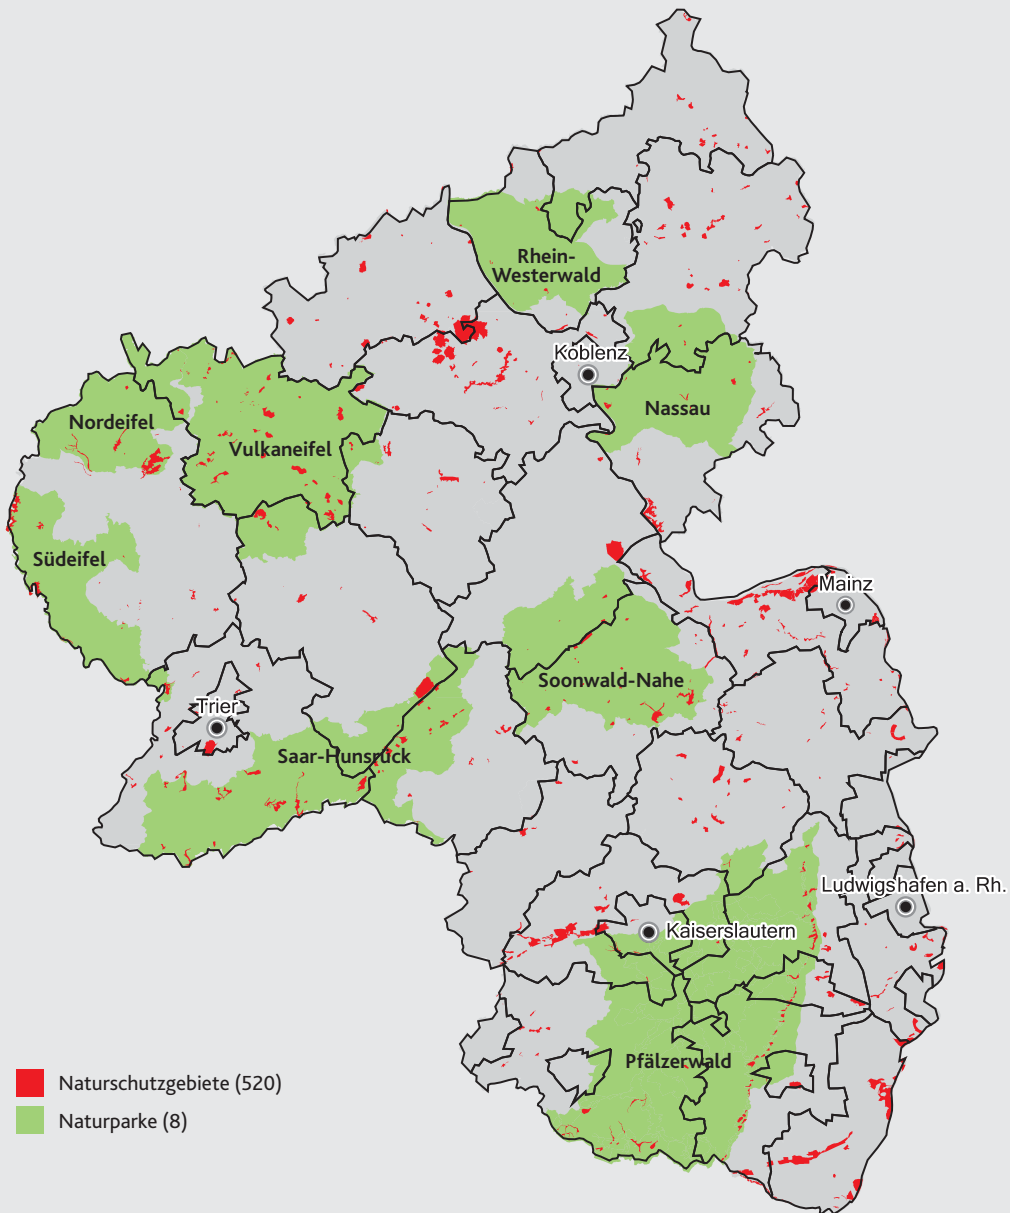 Rhein-
Westerwald
Koblenz
Nassau
Nordeifel
Vulkaneifel
Südeifel
Mainz
Soonwald-Nahe
Trier
Saar-Hunsrück
Ludwigshafen a. Rh.
Kaiserslautern
Pfälzerwald
Naturschutzgebiete (520)
Naturparke (8)